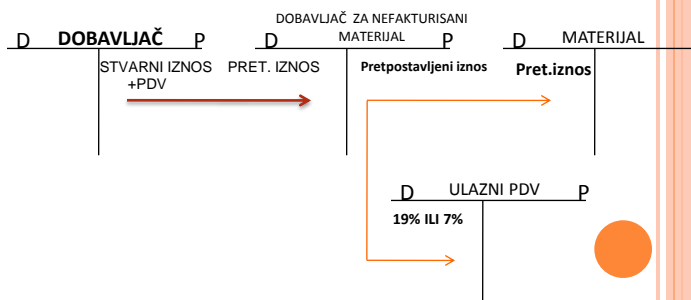 D DOBAVLJAČ P
STVARNI IZNOS
+PDV
DOBAVLJAČ ZA NEFAKTURISANI
D MATERIJAL P
PRET. IZNOS Pretpostavljeni iznos
D MATERIJAL
Pret.iznos
D ULAZNI PDV P
19% ILI 7%